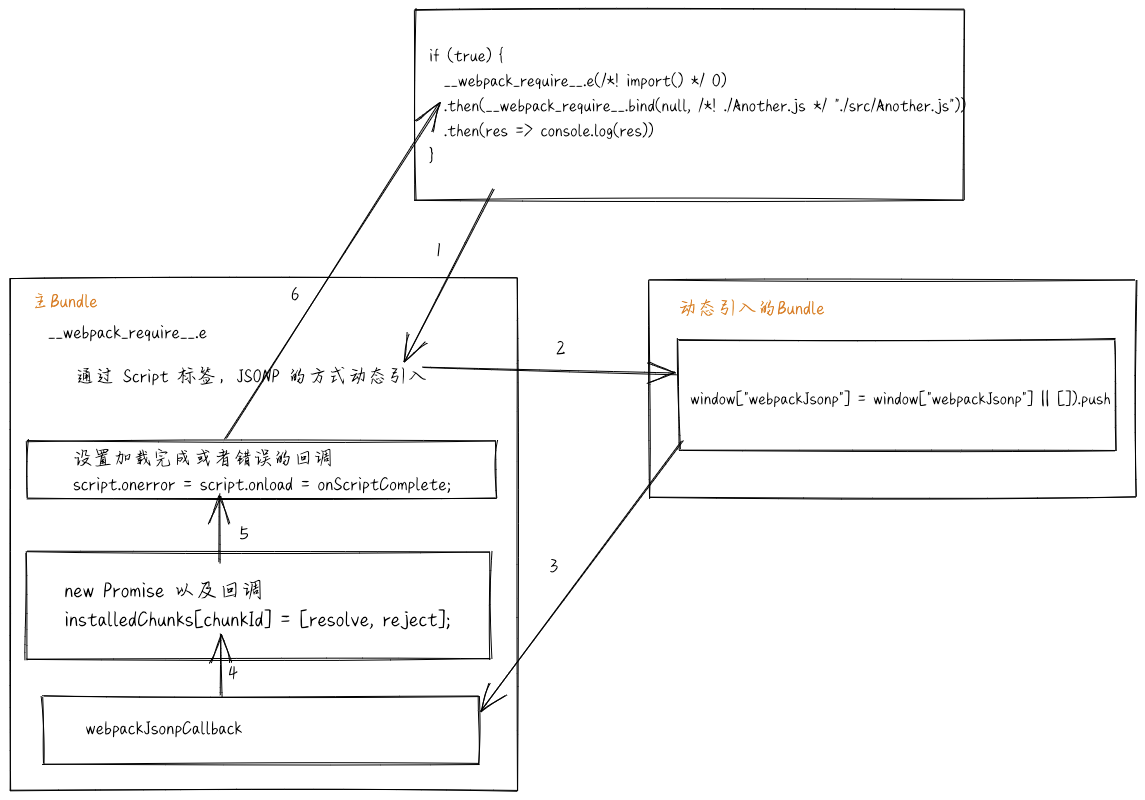 if (true) {
__webpack_require__.e(/*! import() */ 0)
.then(__webpack_require__.bind(null, /*! ./Another.js */ "./src/Another.js"))
.then(res => console.log(res))
}
1
6
主Bundle
__webpack_require__.e
通过 Script 标签，JSONP 的方式动态引入
2
动态引入的Bundle
window["webpackJsonp"] = window["webpackJsonp"] || []).push
设置加载完成或者错误的回调
script.onerror = script.onload = onScriptComplete;
5
3
new Promise 以及回调
installedChunks[chunkId] = [resolve, reject];
4
webpackJsonpCallback